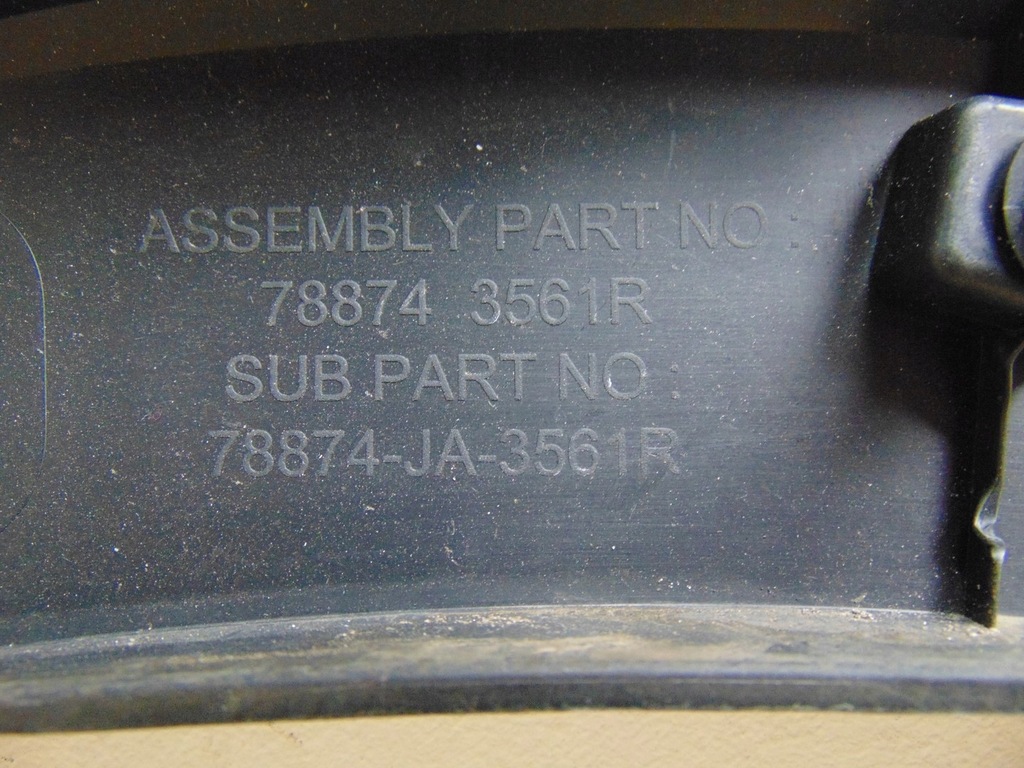 ASSEMBLY PART NO :
78874 3561R
SUB PART NO :
78874-JA-3561R